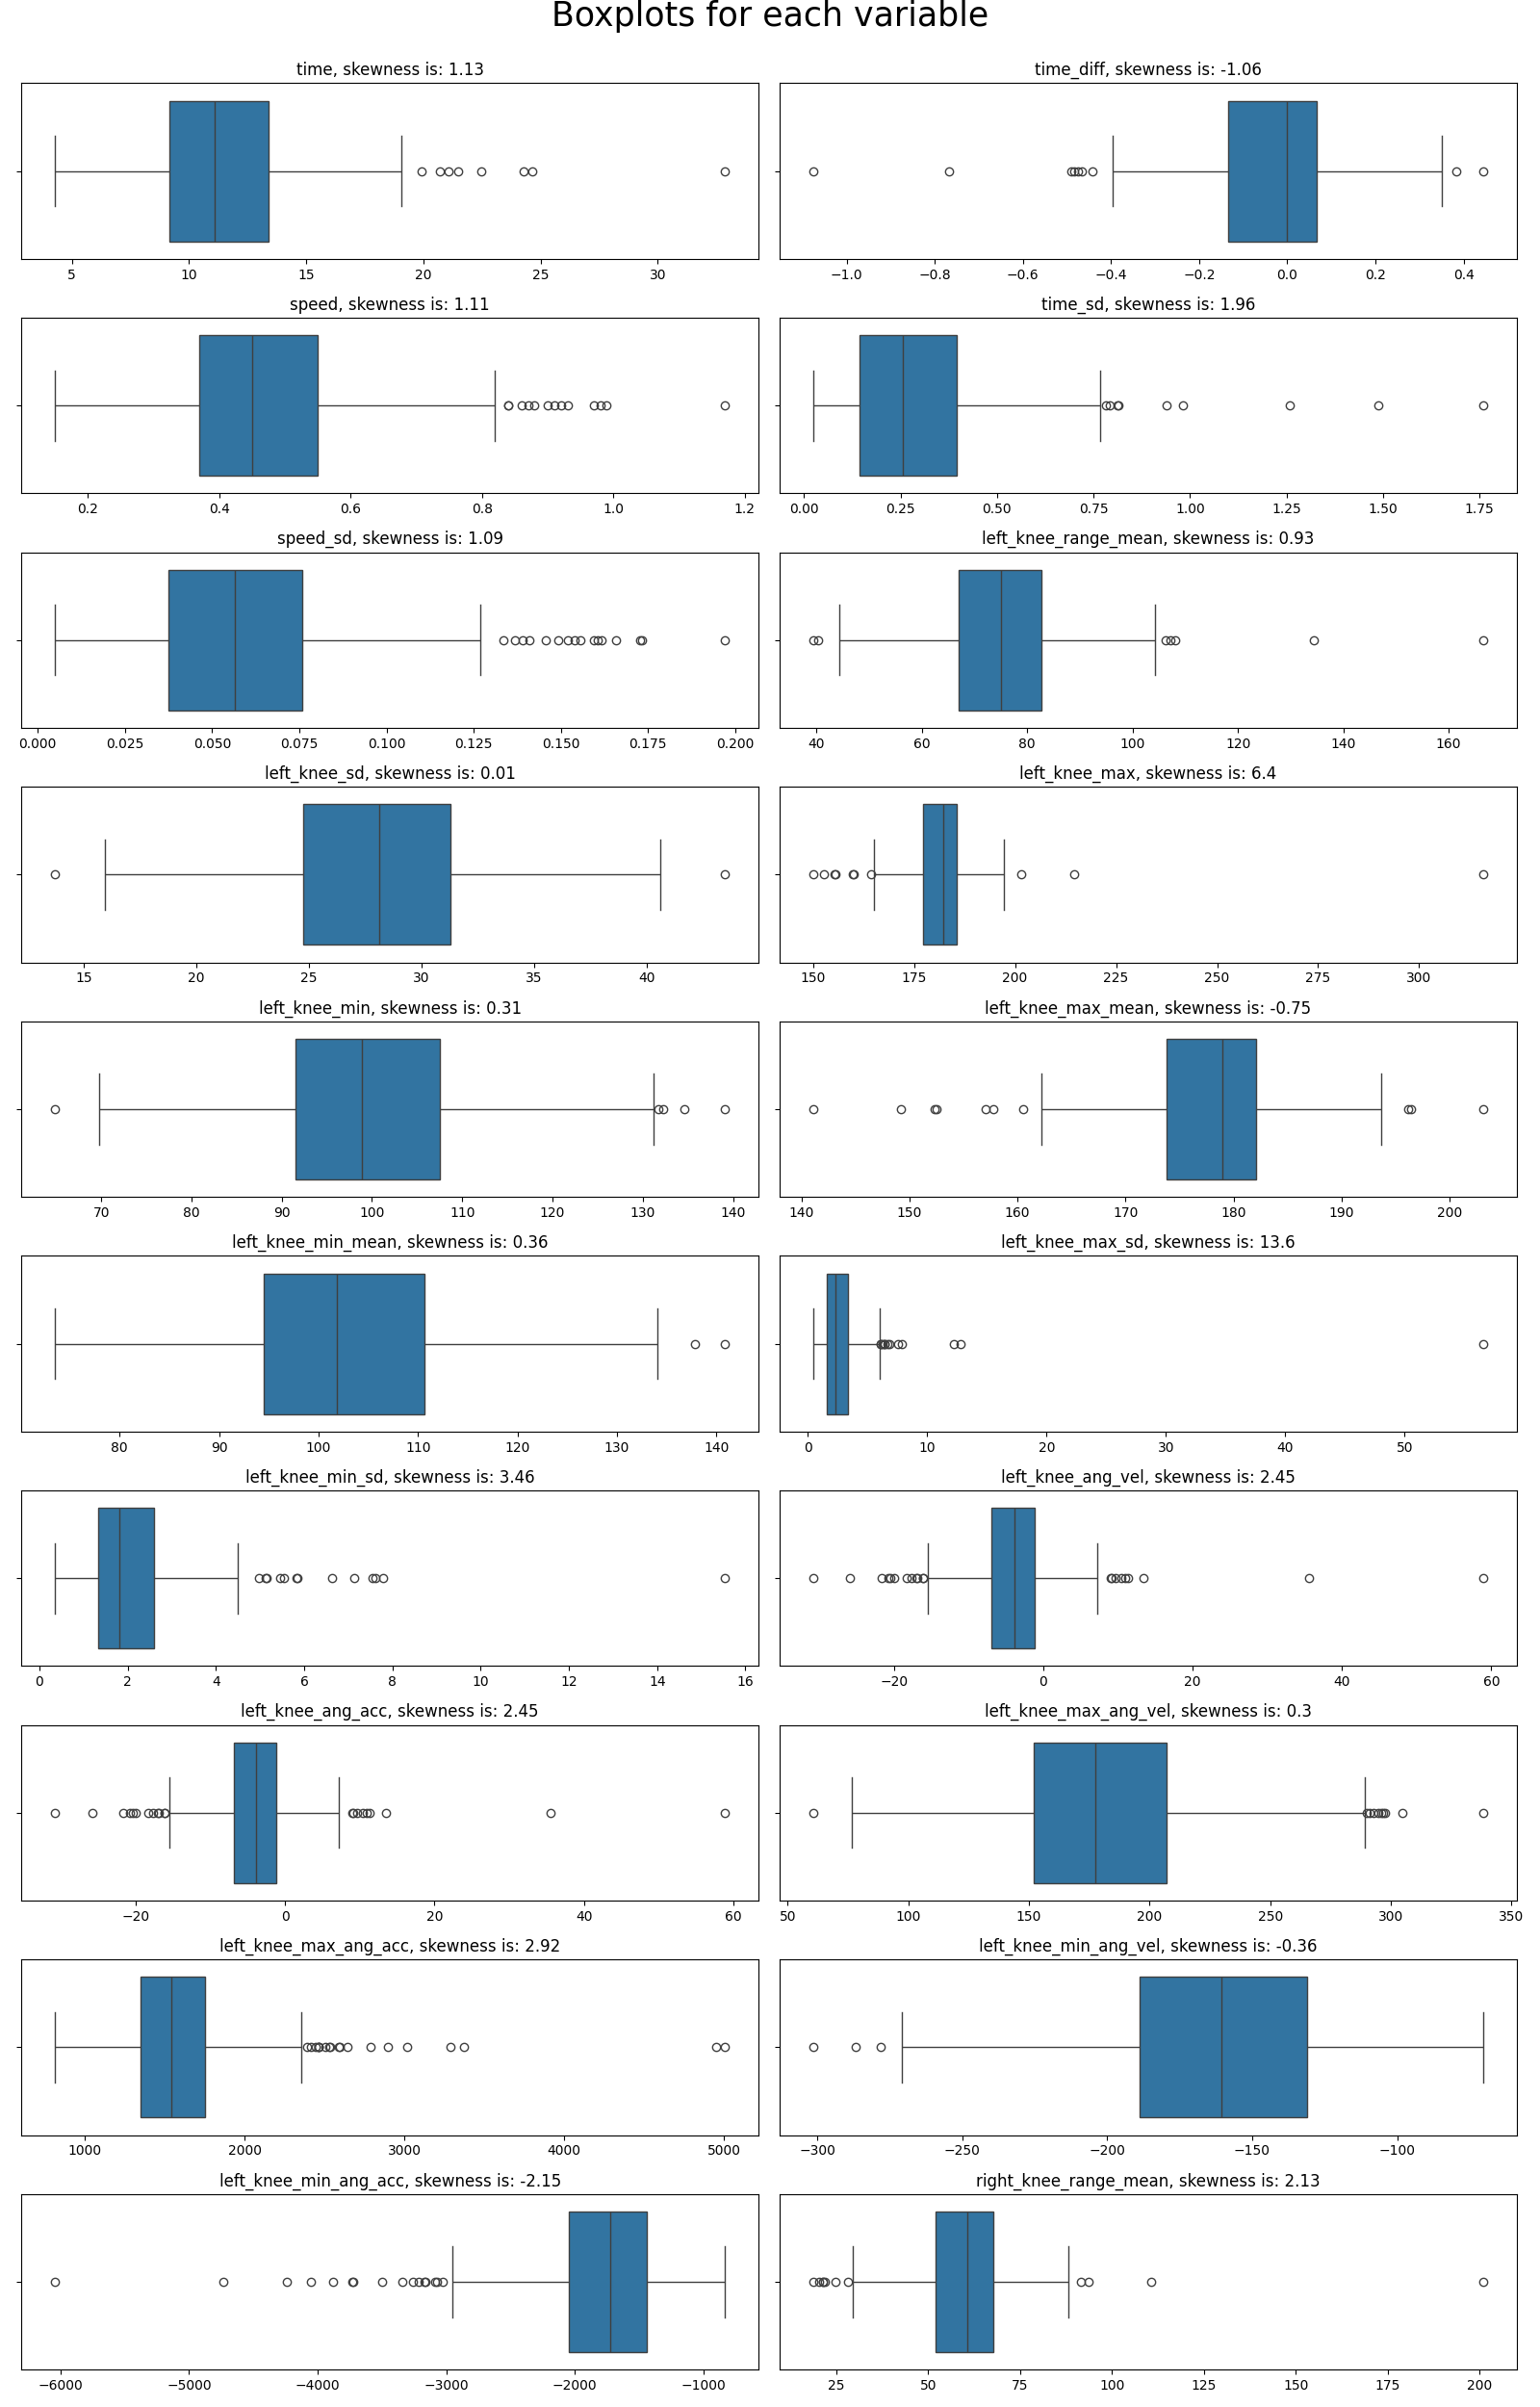 Boxplots for each variable
time, skewness is: 1.13
5 10 15 20 25 30
time_diff, skewness is: -1.06
−1.0 −0.8 −0.6 −0.4 −0.2 0.0 0.2 0.4
speed, skewness is: 1.11
0.2 0.4 0.6 0.8 1.0 1.2
time_sd, skewness is: 1.96
0.00 0.25 0.50 0.75 1.00 1.25 1.50 1.75
speed_sd, skewness is: 1.09
0.000 0.025 0.050 0.075 0.100 0.125 0.150 0.175 0.200
left_knee_range_mean, skewness is: 0.93
40 60 80 100 120 140 160
left_knee_sd, skewness is: 0.01
15 20 25 30 35 40
left_knee_max, skewness is: 6.4
150 175 200 225 250 275 300
left_knee_min, skewness is: 0.31
70 80 90 100 110 120 130 140
left_knee_max_mean, skewness is: -0.75
140 150 160 170 180 190 200
left_knee_min_mean, skewness is: 0.36
80 90 100 110 120 130 140
left_knee_max_sd, skewness is: 13.6
0 10 20 30 40 50
left_knee_min_sd, skewness is: 3.46
0 2 4 6 8 10 12 14 16
left_knee_ang_vel, skewness is: 2.45
−20 0 20 40 60
left_knee_ang_acc, skewness is: 2.45
−20 0 20 40 60
left_knee_max_ang_vel, skewness is: 0.3
50 100 150 200 250 300 350
left_knee_max_ang_acc, skewness is: 2.92
1000 2000 3000 4000 5000
left_knee_min_ang_vel, skewness is: -0.36
−300 −250 −200 −150 −100
left_knee_min_ang_acc, skewness is: -2.15
−6000 −5000 −4000 −3000 −2000 −1000
right_knee_range_mean, skewness is: 2.13
25 50 75 100 125 150 175 200